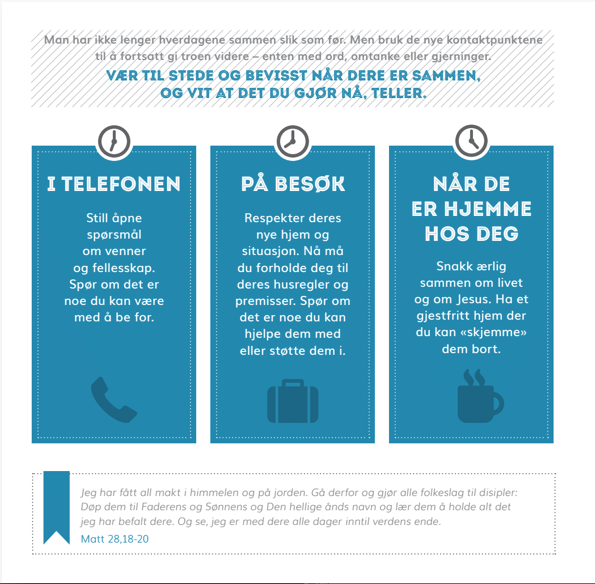 Man har ikke lenger hverdagene sammen slik som før. Men bruk de nye kontaktpunktene
til å fortsatt gi troen videre – enten med ord, omtanke eller gjerninger.
VÆR TIL STEDE OG BEVISST NÅR DERE ER SAMMEN,
OG VIT AT DET DU GJØR NÅ, TELLER.
I TELEFONEN
Still åpne
spørsmål
om venner
og fellesskap.
Spør om det er
noe du kan være
med å be for.
PÅ BESØK
Respekter deres
nye hjem og
situasjon. Nå må
du forholde deg til
deres husregler og
premisser. Spør om
det er noe du kan
hjelpe dem med
eller støtte dem i.
NÅR DE
ER HJEMME
HOS DEG
Snakk ærlig
sammen om livet
og om Jesus. Ha et
gjestfritt hjem der
du kan «skjemme»
dem bort.
Jeg har fått all makt i himmelen og på jorden. Gå derfor og gjør alle folkeslag til disipler:
Døp dem til Faderens og Sønnens og Den hellige ånds navn og lær dem å holde alt det
jeg har befalt dere. Og se, jeg er med dere alle dager inntil verdens ende.
Matt 28,18-20